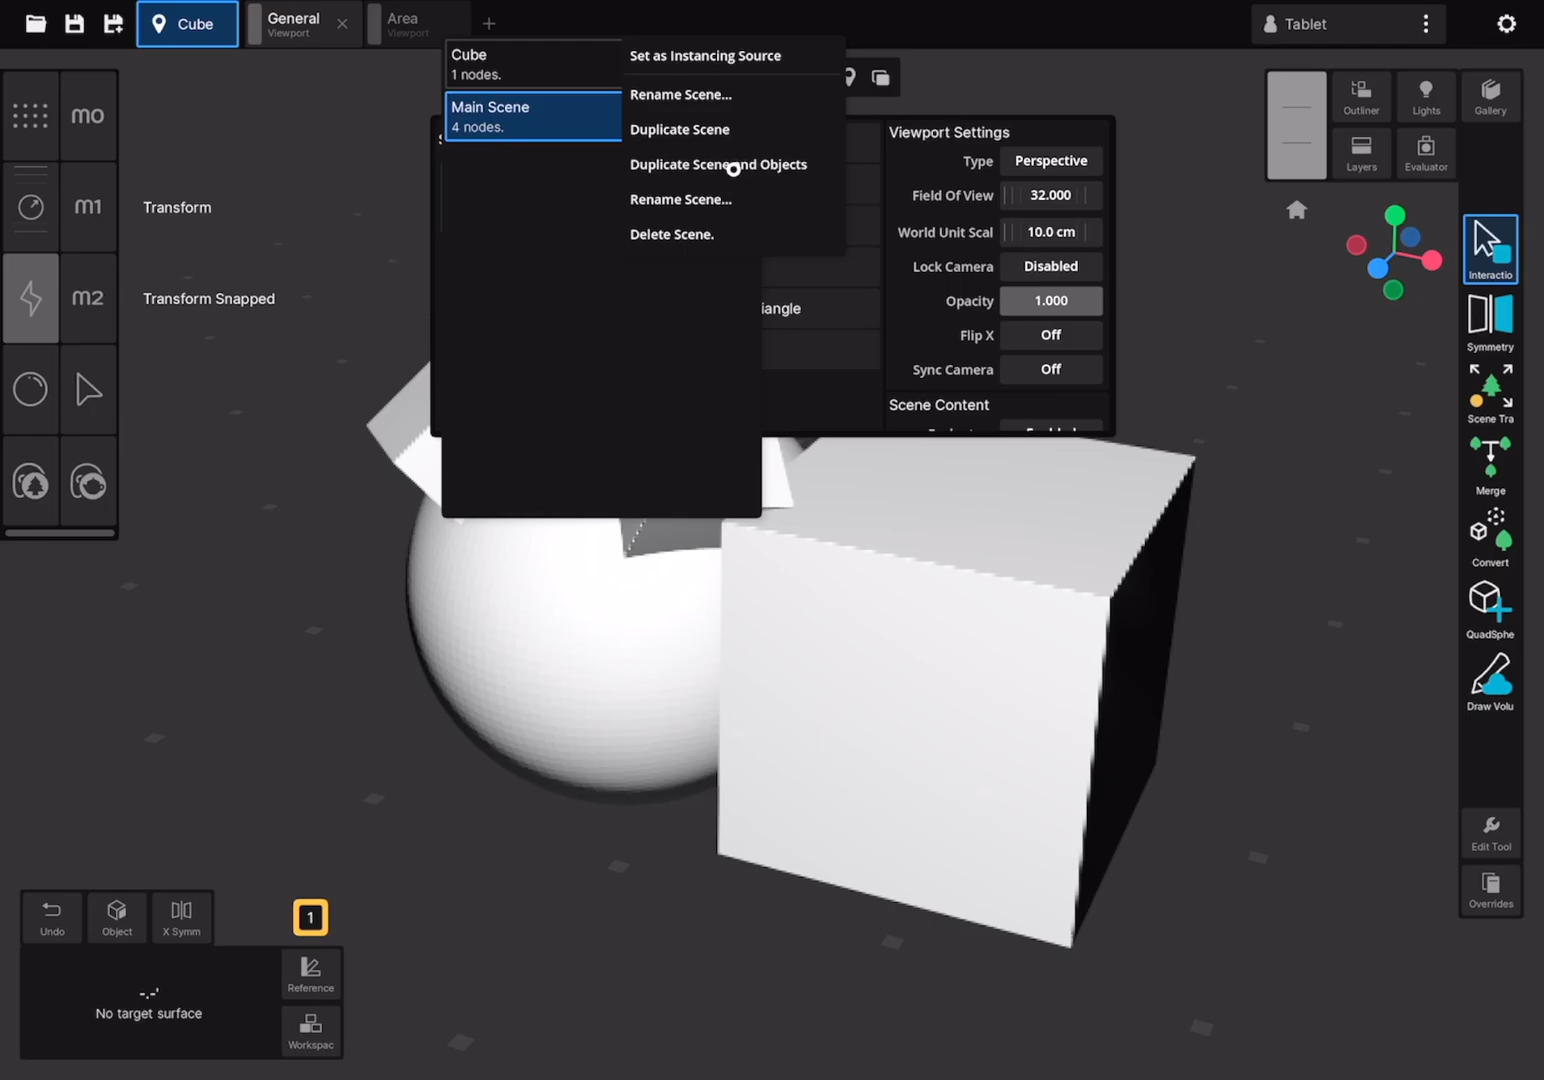 Cube
General
Viewport
Area
Viewport
Tablet
Cube
1 nodes.
Main Scene
4 nodes.
Set as Instancing Source
Rename Scene...
Duplicate Scene
Duplicate Scene and Objects
Rename Scene...
Delete Scene.
m0
m1
Transform
m2
Transform Snapped
iangle
Viewport Settings
Type Perspective
Field Of View 32.000
World Unit Scal 10.0 cm
Lock Camera Disabled
Opacity 1.000
Flip X Off
Sync Camera Off
Scene Content
Outliner
Lights
Gallery
Layers
Evaluator
Interactio
Symmetry
Scene Tra
Merge
Convert
QuadSphe
Draw Volu
Edit Tool
Overrides
Undo
Object
X Symm
1
Reference
No target surface
Workspac